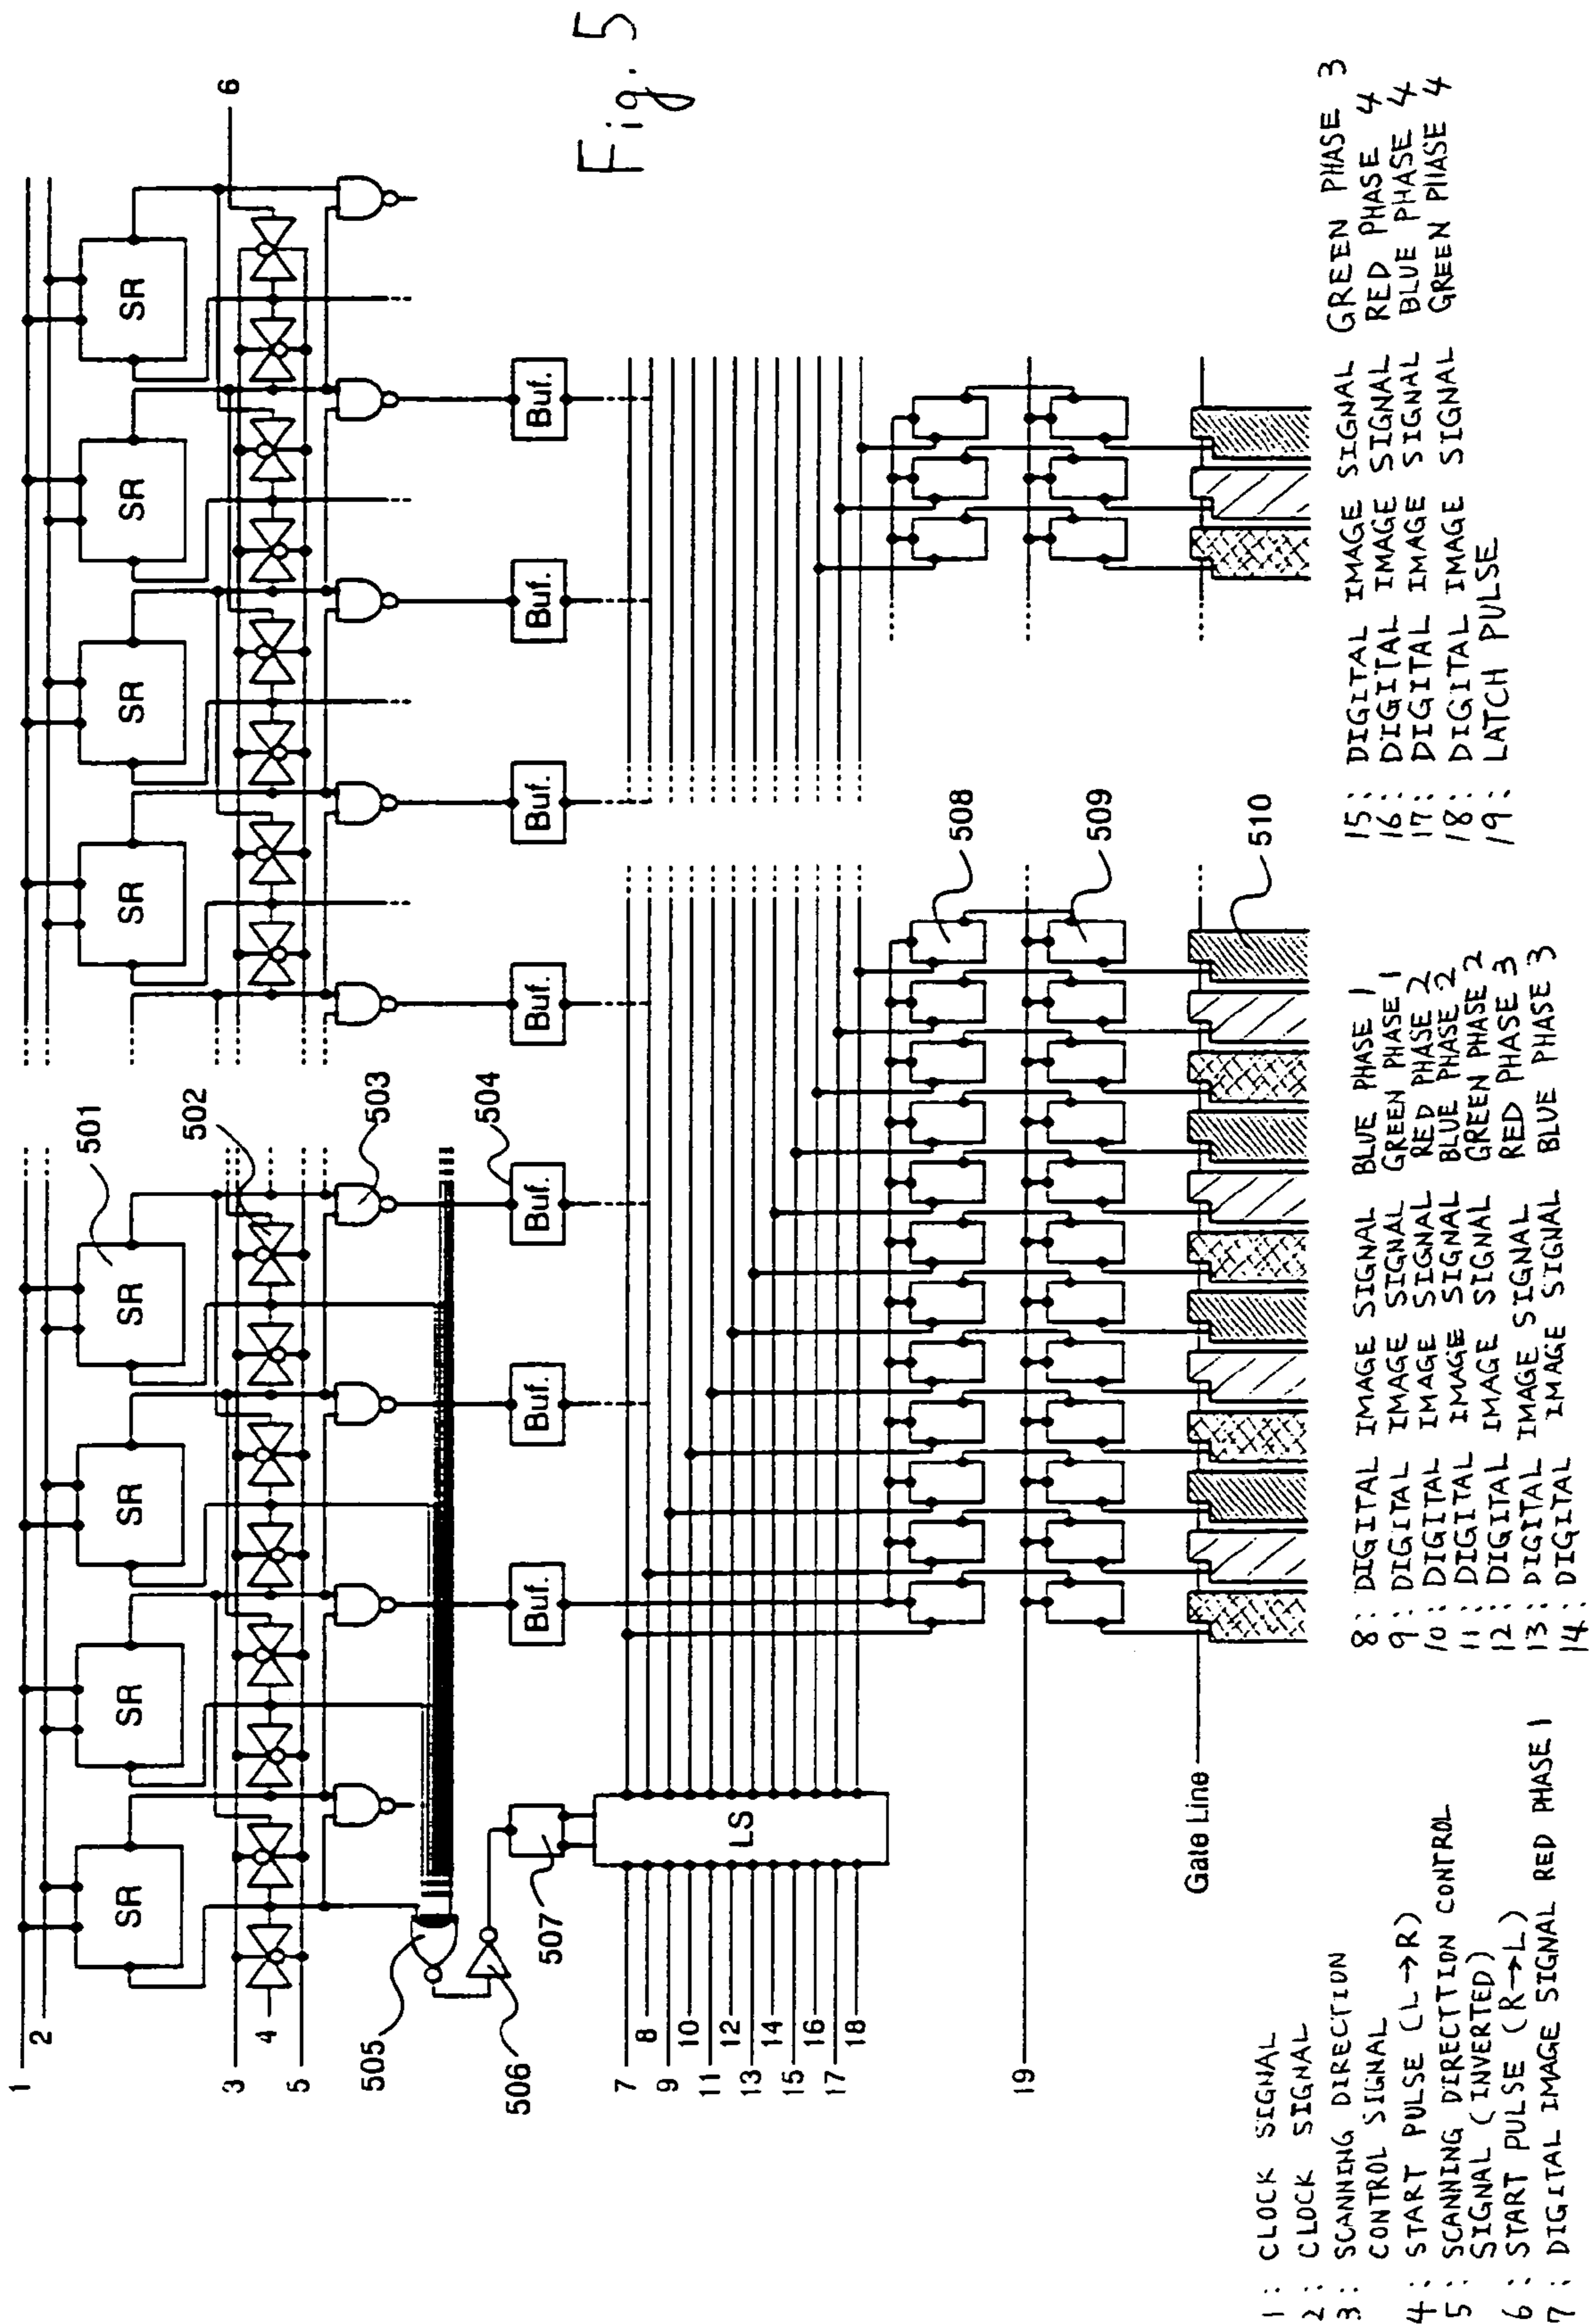 Fig. 5
1
2
3
4
5
6
SR
SR
SR
SR
SR
SR
SR
SR
501
502
503
504
505
506
507
Buf.
Buf.
Buf.
Buf.
Buf.
Buf.
Buf.
LS
7
8
9
10
11
12
13
14
15
16
17
18
19
508
509
510
Gate Line
1: CLOCK SIGNAL
2: CLOCK SIGNAL
3: SCANNING DIRECTION
CONTROL SIGNAL
4: START PULSE (L→R)
5: SCANNING DIRECTTION CONTROL
SIGNAL (INVERTED)
6: START PULSE (R→L)
7: DIGITAL IMAGE SIGNAL RED PHASE 1
8: DIGITAL IMAGE SIGNAL BLUE PHASE 1
9: DIGITAL IMAGE SIGNAL GREEN PHASE 1
10: DIGITAL IMAGE SIGNAL RED PHASE 2
11: DIGITAL IMAGE SIGNAL BLUE PHASE 2
12: DIGITAL IMAGE SIGNAL GREEN PHASE 2
13: DIGITAL IMAGE SIGNAL RED PHASE 3
14: DIGITAL IMAGE SIGNAL BLUE PHASE 3
15: DIGITAL IMAGE SIGNAL GREEN PHASE 3
16: DIGITAL IMAGE SIGNAL RED PHASE 4
17: DIGITAL IMAGE SIGNAL BLUE PHASE 4
18: DIGITAL IMAGE SIGNAL GREEN PHASE 4
19: LATCH PULSE